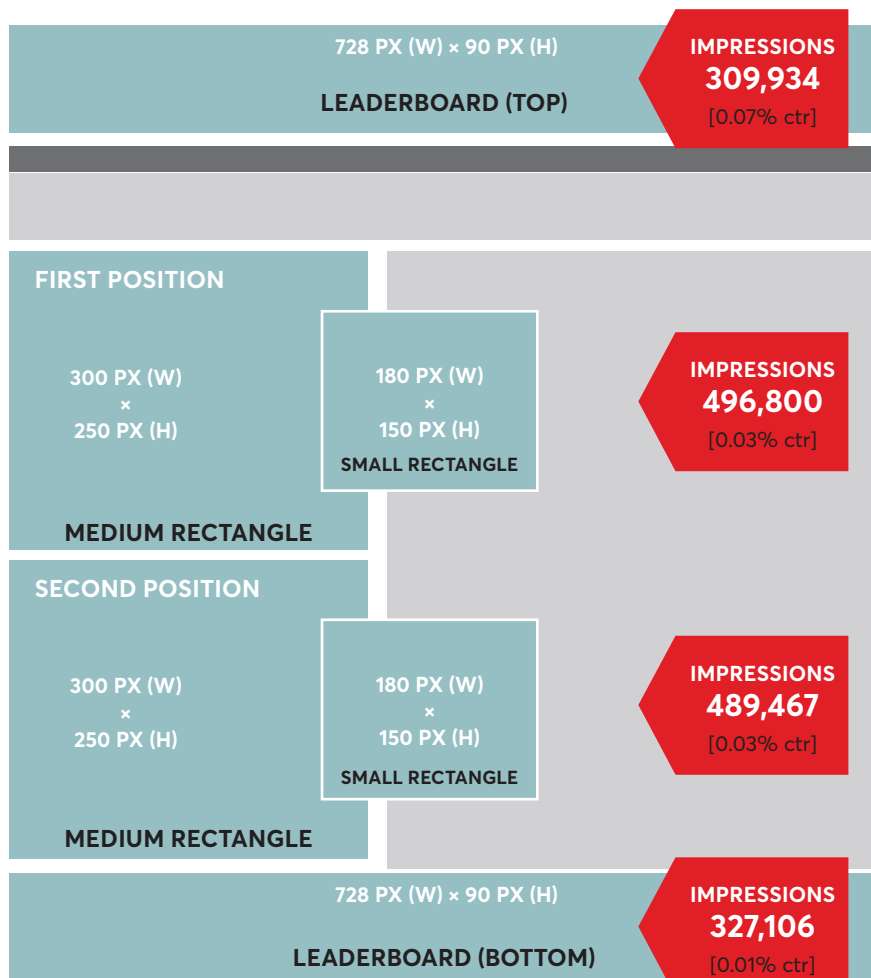 728 PX (W) × 90 PX (H)
LEADERBOARD (TOP)
IMPRESSIONS
309,934
[0.07% ctr]
FIRST POSITION
300 PX (W)
×
250 PX (H)
MEDIUM RECTANGLE
180 PX (W)
×
150 PX (H)
SMALL RECTANGLE
IMPRESSIONS
496,800
[0.03% ctr]
SECOND POSITION
300 PX (W)
×
250 PX (H)
MEDIUM RECTANGLE
180 PX (W)
×
150 PX (H)
SMALL RECTANGLE
IMPRESSIONS
489,467
[0.03% ctr]
728 PX (W) × 90 PX (H)
LEADERBOARD (BOTTOM)
IMPRESSIONS
327,106
[0.01% ctr]